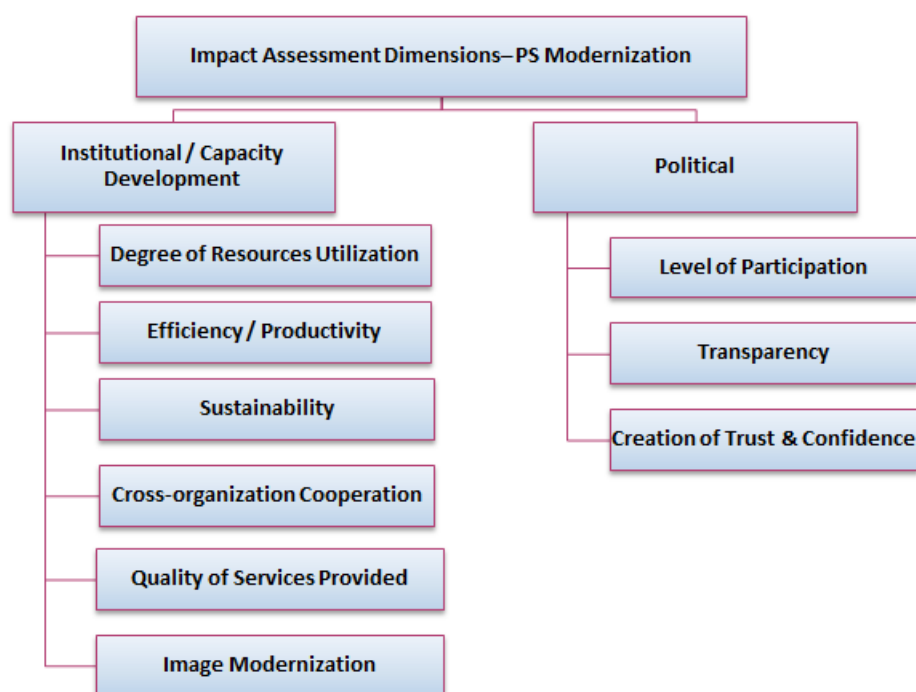 Impact Assessment Dimensions– PS Modernization
Institutional / Capacity
Development
Degree of Resources Utilization
Efficiency / Productivity
Sustainability
Cross-organization Cooperation
Quality of Services Provided
Image Modernization
Political
Level of Participation
Transparency
Creation of Trust & Confidence